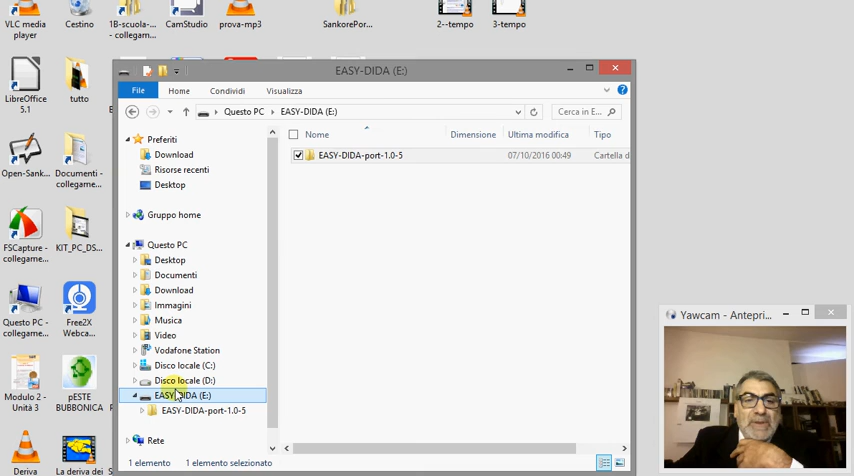 VLC media player
Cestino
1B-scuola-... - collegam...
CamStudio
prova-mp3
SankorePor...
2--tempo
3-tempo
LibreOffice 5.1
tutto
Open-Sank...
Documenti - collegame...
FSCapture - collegame...
KIT_PC_DS...
Questo PC - collegame...
Free2X Webca...
Modulo 2 - Unità 3
pESTE BUBBONICA
Deriva
La deriva dei
EASY-DIDA (E:)
File Home Condividi Visualizza
Questo PC EASY-DIDA (E:)
Cerca in E...
Nome Dimensione Ultima modifica Tipo
EASY-DIDA-port-1.0-5 07/10/2016 00:49 Cartella d
Preferiti
Download
Risorse recenti
Desktop
Gruppo home
Questo PC
Desktop
Documenti
Download
Immagini
Musica
Video
Vodafone Station
Disco locale (C:)
Disco locale (D:)
EASY-DIDA (E:)
EASY-DIDA-port-1.0-5
Rete
1 elemento 1 elemento selezionato
Yawcam - Antepri...